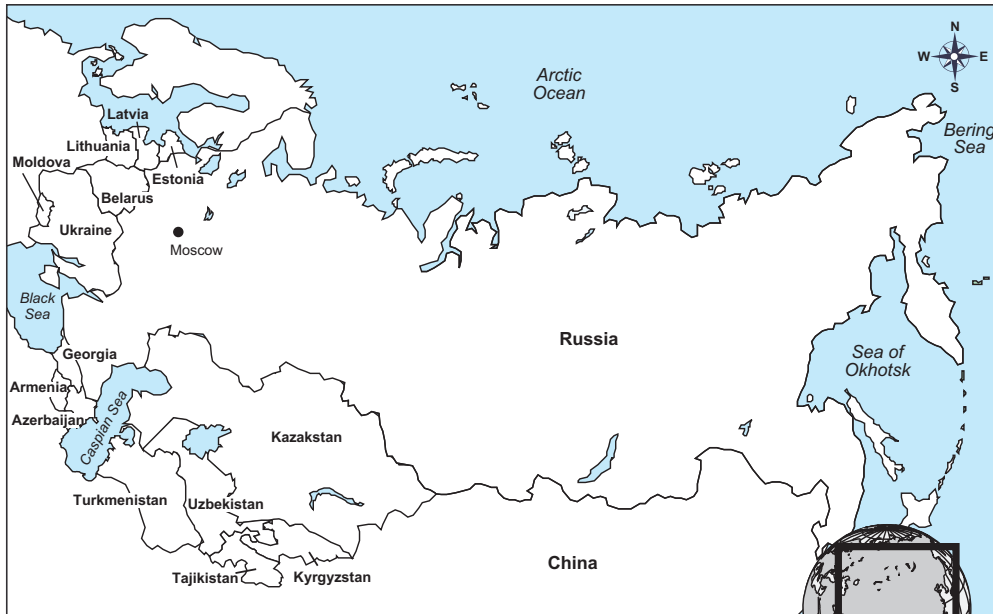 N
W E
S
Arctic
Ocean
Bering
Sea
Latvia
Lithuania
Moldova
Estonia
Belarus
Ukraine
Moscow
Black
Sea
Russia
Georgia
Sea of
Okhotsk
Armenia
Azerbaijan
Caspian Sea
Kazakstan
Turkmenistan
Uzbekistan
China
Tajikistan
Kyrgyzstan